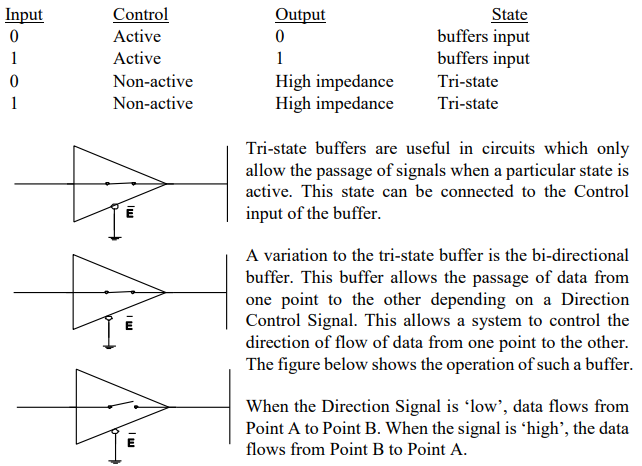 Input Control Output State
0 Active 0 buffers input
1 Active 1 buffers input
0 Non-active High impedance Tri-state
1 Non-active High impedance Tri-state
Tri-state buffers are useful in circuits which only
allow the passage of signals when a particular state is
active. This state can be connected to the Control
input of the buffer.
E̅
A variation to the tri-state buffer is the bi-directional
buffer. This buffer allows the passage of data from
one point to the other depending on a Direction
Control Signal. This allows a system to control the
direction of flow of data from one point to the other.
The figure below shows the operation of such a buffer.
E̅
When the Direction Signal is ‘low’, data flows from
Point A to Point B. When the signal is ‘high’, the data
flows from Point B to Point A.
E̅